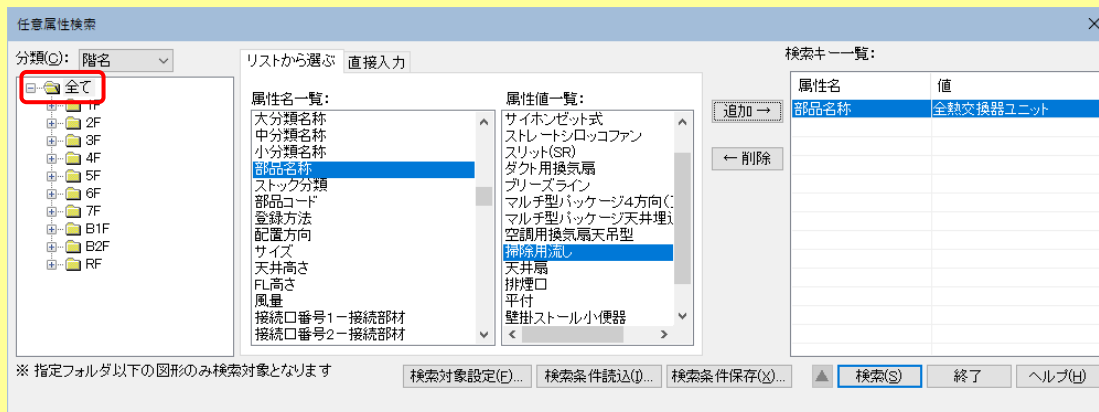 任意属性検索
分類(C): 階名
全て
1F
2F
3F
4F
5F
6F
7F
B1F
B2F
RF
リストから選ぶ 直接入力
属性名一覧:
大分類名称
中分類名称
小分類名称
部品名称
ストック分類
部品コード
登録方法
配置方向
サイズ
天井高さ
FL高さ
風量
接続口番号1-接続部材
接続口番号2-接続部材
属性値一覧:
サイホンゼット式
ストレートシロッコファン
スリット(SR)
ダクト用換気扇
ブリーズライン
マルチ型パッケージ4方向(
マルチ型パッケージ天井埋
空調用換気扇天吊型
掃除用流し
天井扇
排煙口
平付
壁掛ストール小便器
追加→
←削除
検索キー一覧:
属性名 値
部品名称 全熱交換器ユニット
※ 指定フォルダ以下の図形のみ検索対象となります
検索対象設定(F)... 検索条件読込(I)... 検索条件保存(X)... ▲ 検索(S) 終了 ヘルプ(H)